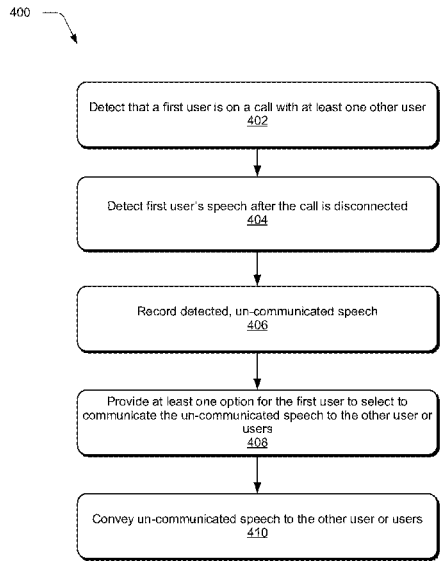 400
Detect that a first user is on a call with at least one other user
402
Detect first user's speech after the call is disconnected
404
Record detected, un-communicated speech
406
Provide at least one option for the first user to select to
communicate the un-communicated speech to the other user or
users
408
Convey un-communicated speech to the other user or users
410